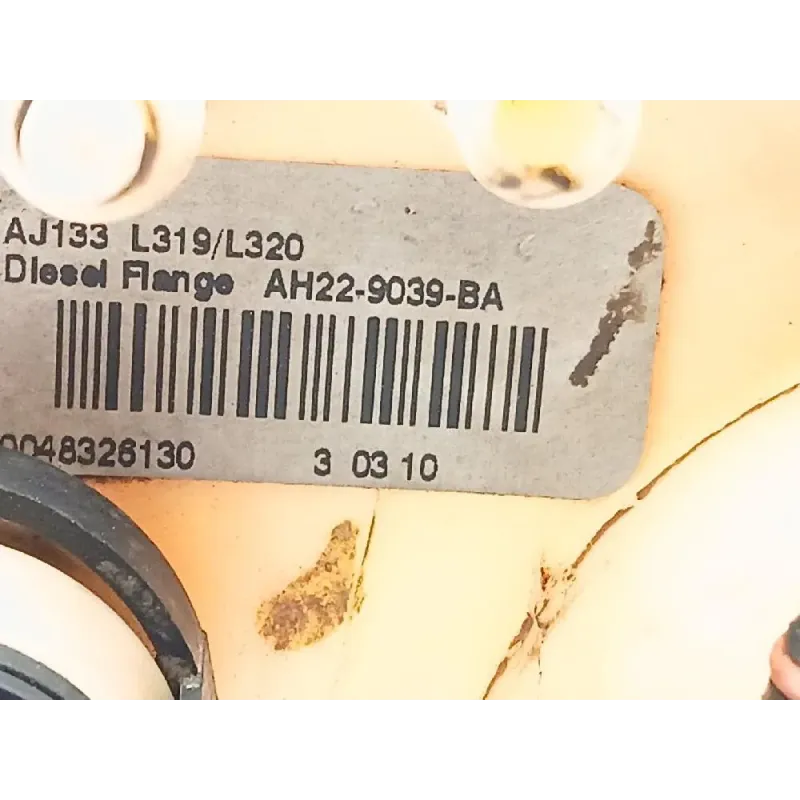 AJ133 L319/L320
Diesel Flange AH22-9039-BA
0048326130 3 03 10